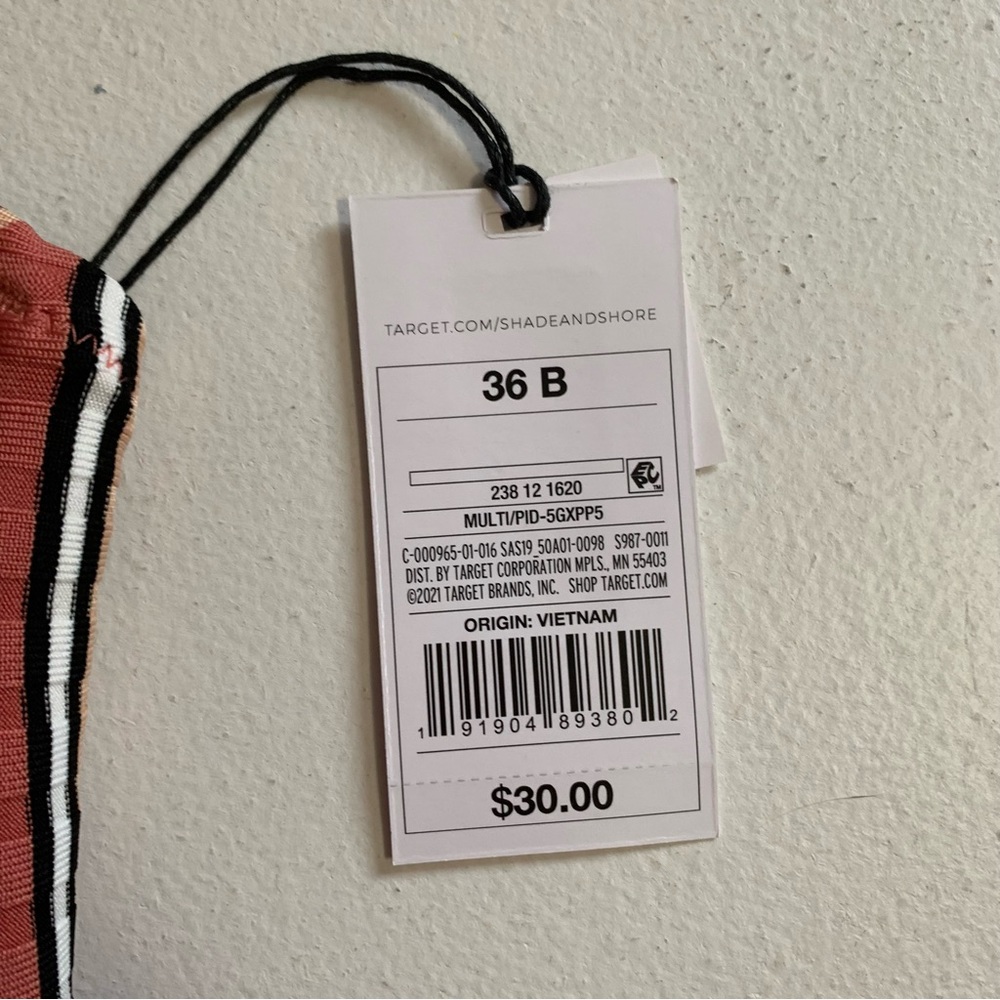 TARGET.COM/SHADEANDSHORE
36 B
238 12 1620
MULTI/PID-5GXPP5
C-000965-01-016 SAS19_50A01-0098 S987-0011
DIST. BY TARGET CORPORATION MPLS., MN 55403
©2021 TARGET BRANDS, INC. SHOP TARGET.COM
ORIGIN: VIETNAM
1 91904 89380 2
$30.00